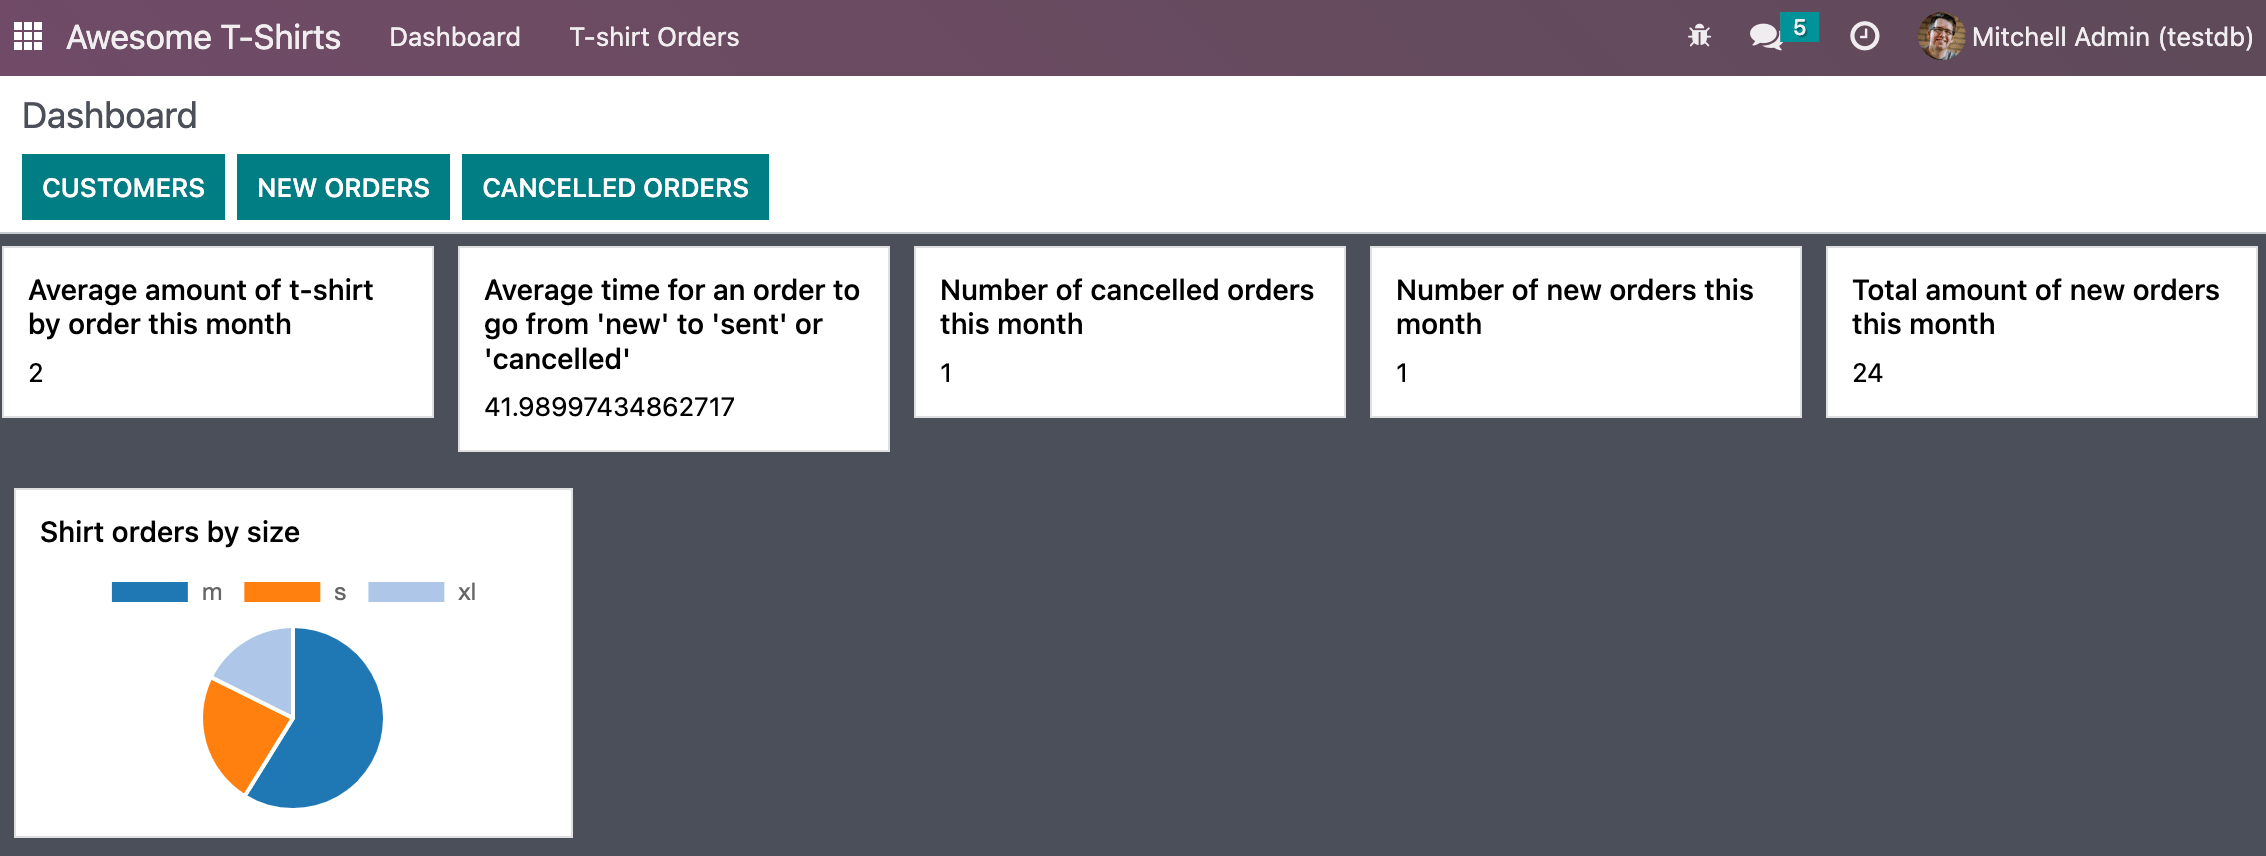 Awesome T-Shirts Dashboard T-shirt Orders 5 Mitchell Admin (testdb)
Dashboard
CUSTOMERS NEW ORDERS CANCELLED ORDERS
Average amount of t-shirt
by order this month
2
Average time for an order to
go from 'new' to 'sent' or
'cancelled'
41.98997434862717
Number of cancelled orders
this month
1
Number of new orders this
month
1
Total amount of new orders
this month
24
Shirt orders by size
m s xl